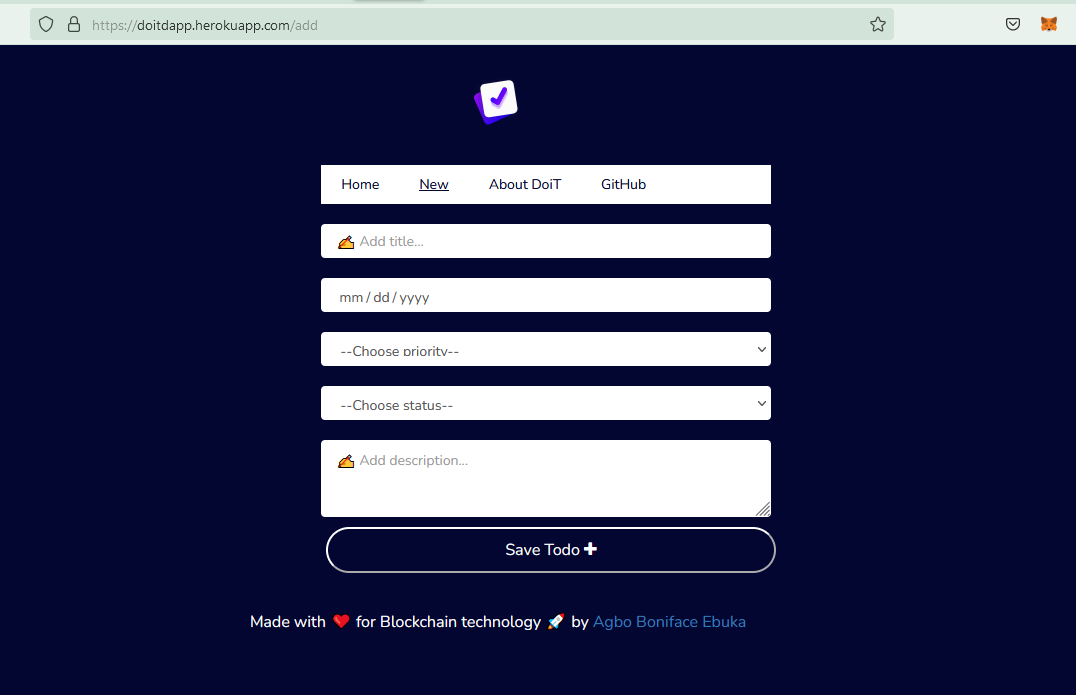 https://doitdapp.herokuapp.com/add
Home New About DoiT GitHub
✍ Add title...
mm / dd / yyyy
--Choose priority--
--Choose status--
✍ Add description...
Save Todo ✚
Made with ❤️ for Blockchain technology 🚀 by Agbo Boniface Ebuka